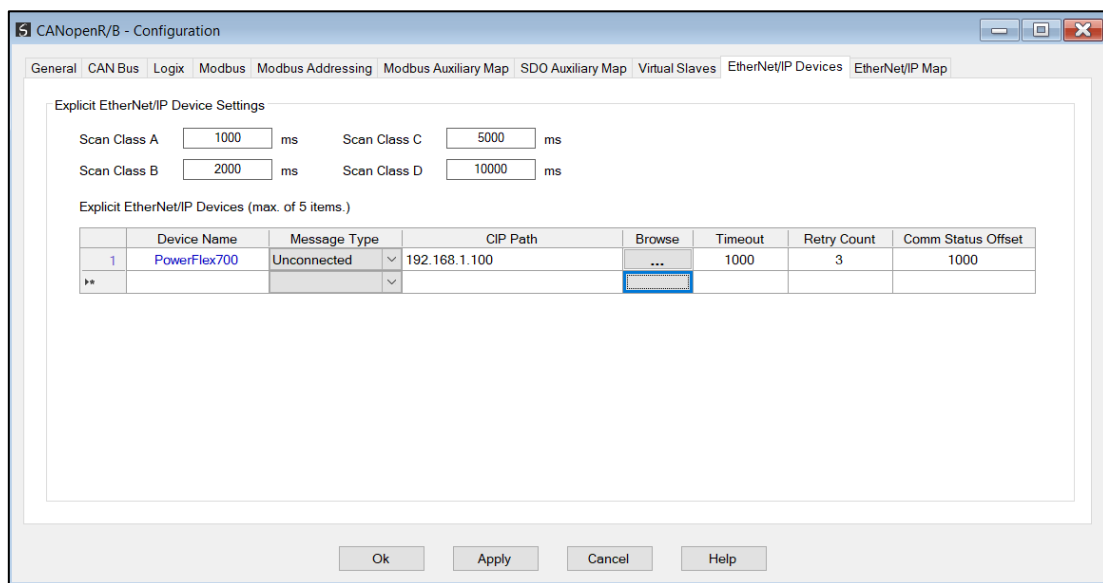 CANopenR/B - Configuration
General CAN Bus Logix Modbus Modbus Addressing Modbus Auxiliary Map SDO Auxiliary Map Virtual Slaves EtherNet/IP Devices EtherNet/IP Map
Explicit EtherNet/IP Device Settings
Scan Class A 1000 ms Scan Class C 5000 ms
Scan Class B 2000 ms Scan Class D 10000 ms
Explicit EtherNet/IP Devices (max. of 5 items.)
Device Name Message Type CIP Path Browse Timeout Retry Count Comm Status Offset
1 PowerFlex700 Unconnected 192.168.1.100 ... 1000 3 1000
Ok Apply Cancel Help